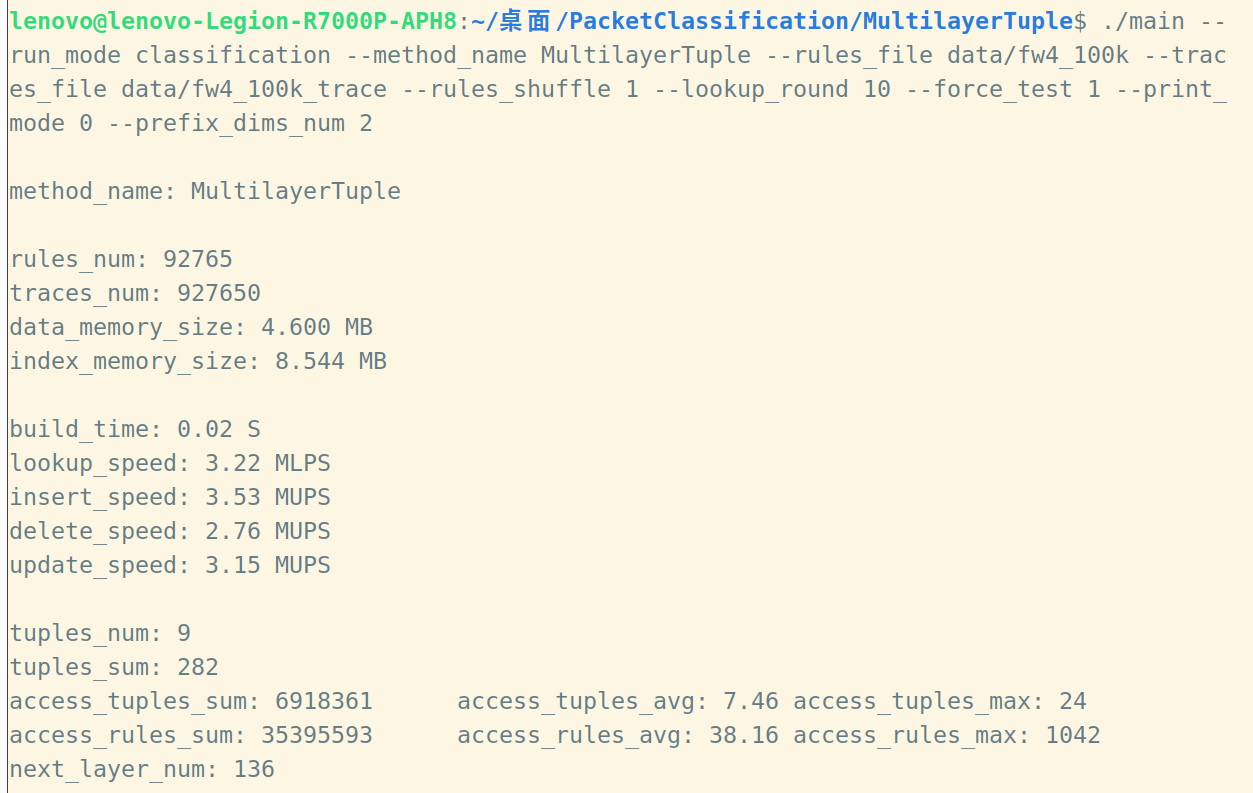 lenovo@lenovo-Legion-R7000P-APH8:~/桌面/PacketClassification/MultilayerTuple$ ./main --
run_mode classification --method_name MultilayerTuple --rules_file data/fw4_100k --trac
es_file data/fw4_100k_trace --rules_shuffle 1 --lookup_round 10 --force_test 1 --print_
mode 0 --prefix_dims_num 2
method_name: MultilayerTuple
rules_num: 92765
traces_num: 927650
data_memory_size: 4.600 MB
index_memory_size: 8.544 MB
build_time: 0.02 S
lookup_speed: 3.22 MLPS
insert_speed: 3.53 MUPS
delete_speed: 2.76 MUPS
update_speed: 3.15 MUPS
tuples_num: 9
tuples_sum: 282
access_tuples_sum: 6918361      access_tuples_avg: 7.46 access_tuples_max: 24
access_rules_sum: 35395593      access_rules_avg: 38.16 access_rules_max: 1042
next_layer_num: 136